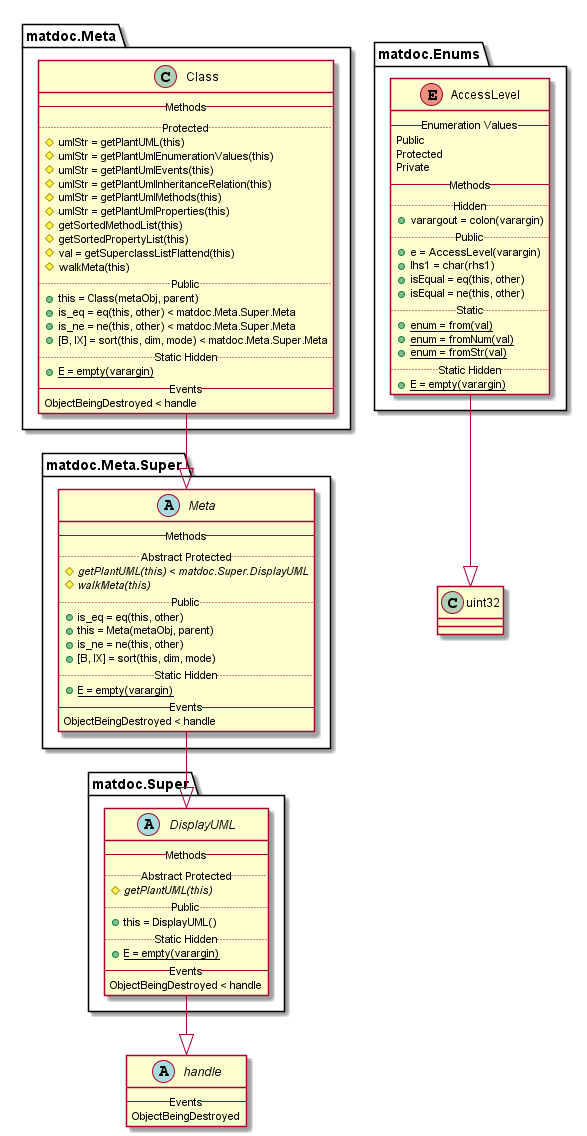 matdoc.Meta
C Class
Methods
Protected
umlStr = getPlantUML(this)
umlStr = getPlantUmlEnumerationValues(this)
umlStr = getPlantUmlEvents(this)
umlStr = getPlantUmlInheritanceRelation(this)
umlStr = getPlantUmlMethods(this)
umlStr = getPlantUmlProperties(this)
getSortedMethodList(this)
getSortedPropertyList(this)
val = getSuperclassListFlattend(this)
walkMeta(this)
Public
this = Class(metaObj, parent)
is_eq = eq(this, other) < matdoc.Meta.Super.Meta
is_ne = ne(this, other) < matdoc.Meta.Super.Meta
[B, IX] = sort(this, dim, mode) < matdoc.Meta.Super.Meta
Static Hidden
E = empty(varargin)
Events
ObjectBeingDestroyed < handle
matdoc.Enums
E AccessLevel
Enumeration Values
Public
Protected
Private
Methods
Hidden
varargout = colon(varargin)
Public
e = AccessLevel(varargin)
lhs1 = char(rhs1)
isEqual = eq(this, other)
isEqual = ne(this, other)
Static
enum = from(val)
enum = fromNum(val)
enum = fromStr(val)
Static Hidden
E = empty(varargin)
matdoc.Meta.Super
A Meta
Methods
Abstract Protected
getPlantUML(this) < matdoc.Super.DisplayUML
walkMeta(this)
Public
is_eq = eq(this, other)
this = Meta(metaObj, parent)
is_ne = ne(this, other)
[B, IX] = sort(this, dim, mode)
Static Hidden
E = empty(varargin)
Events
ObjectBeingDestroyed < handle
C uint32
matdoc.Super
A DisplayUML
Methods
Abstract Protected
getPlantUML(this)
Public
this = DisplayUML()
Static Hidden
E = empty(varargin)
Events
ObjectBeingDestroyed < handle
A handle
Events
ObjectBeingDestroyed